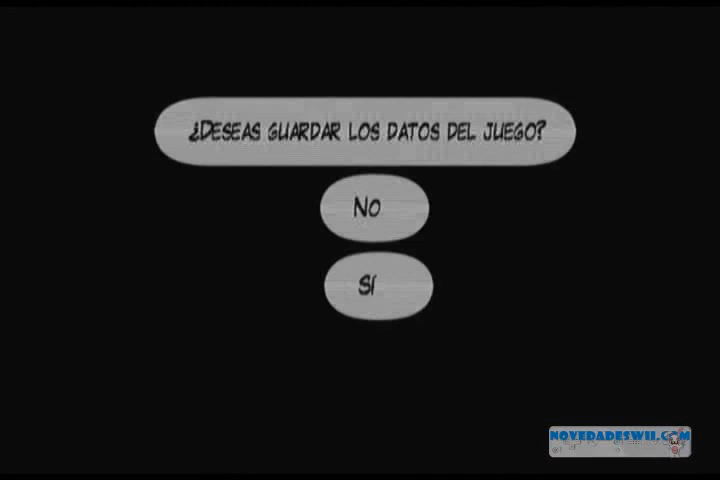 ¿DESEAS GUARDAR LOS DATOS DEL JUEGO?
NO
SÍ
NOVEDADESWII.COM